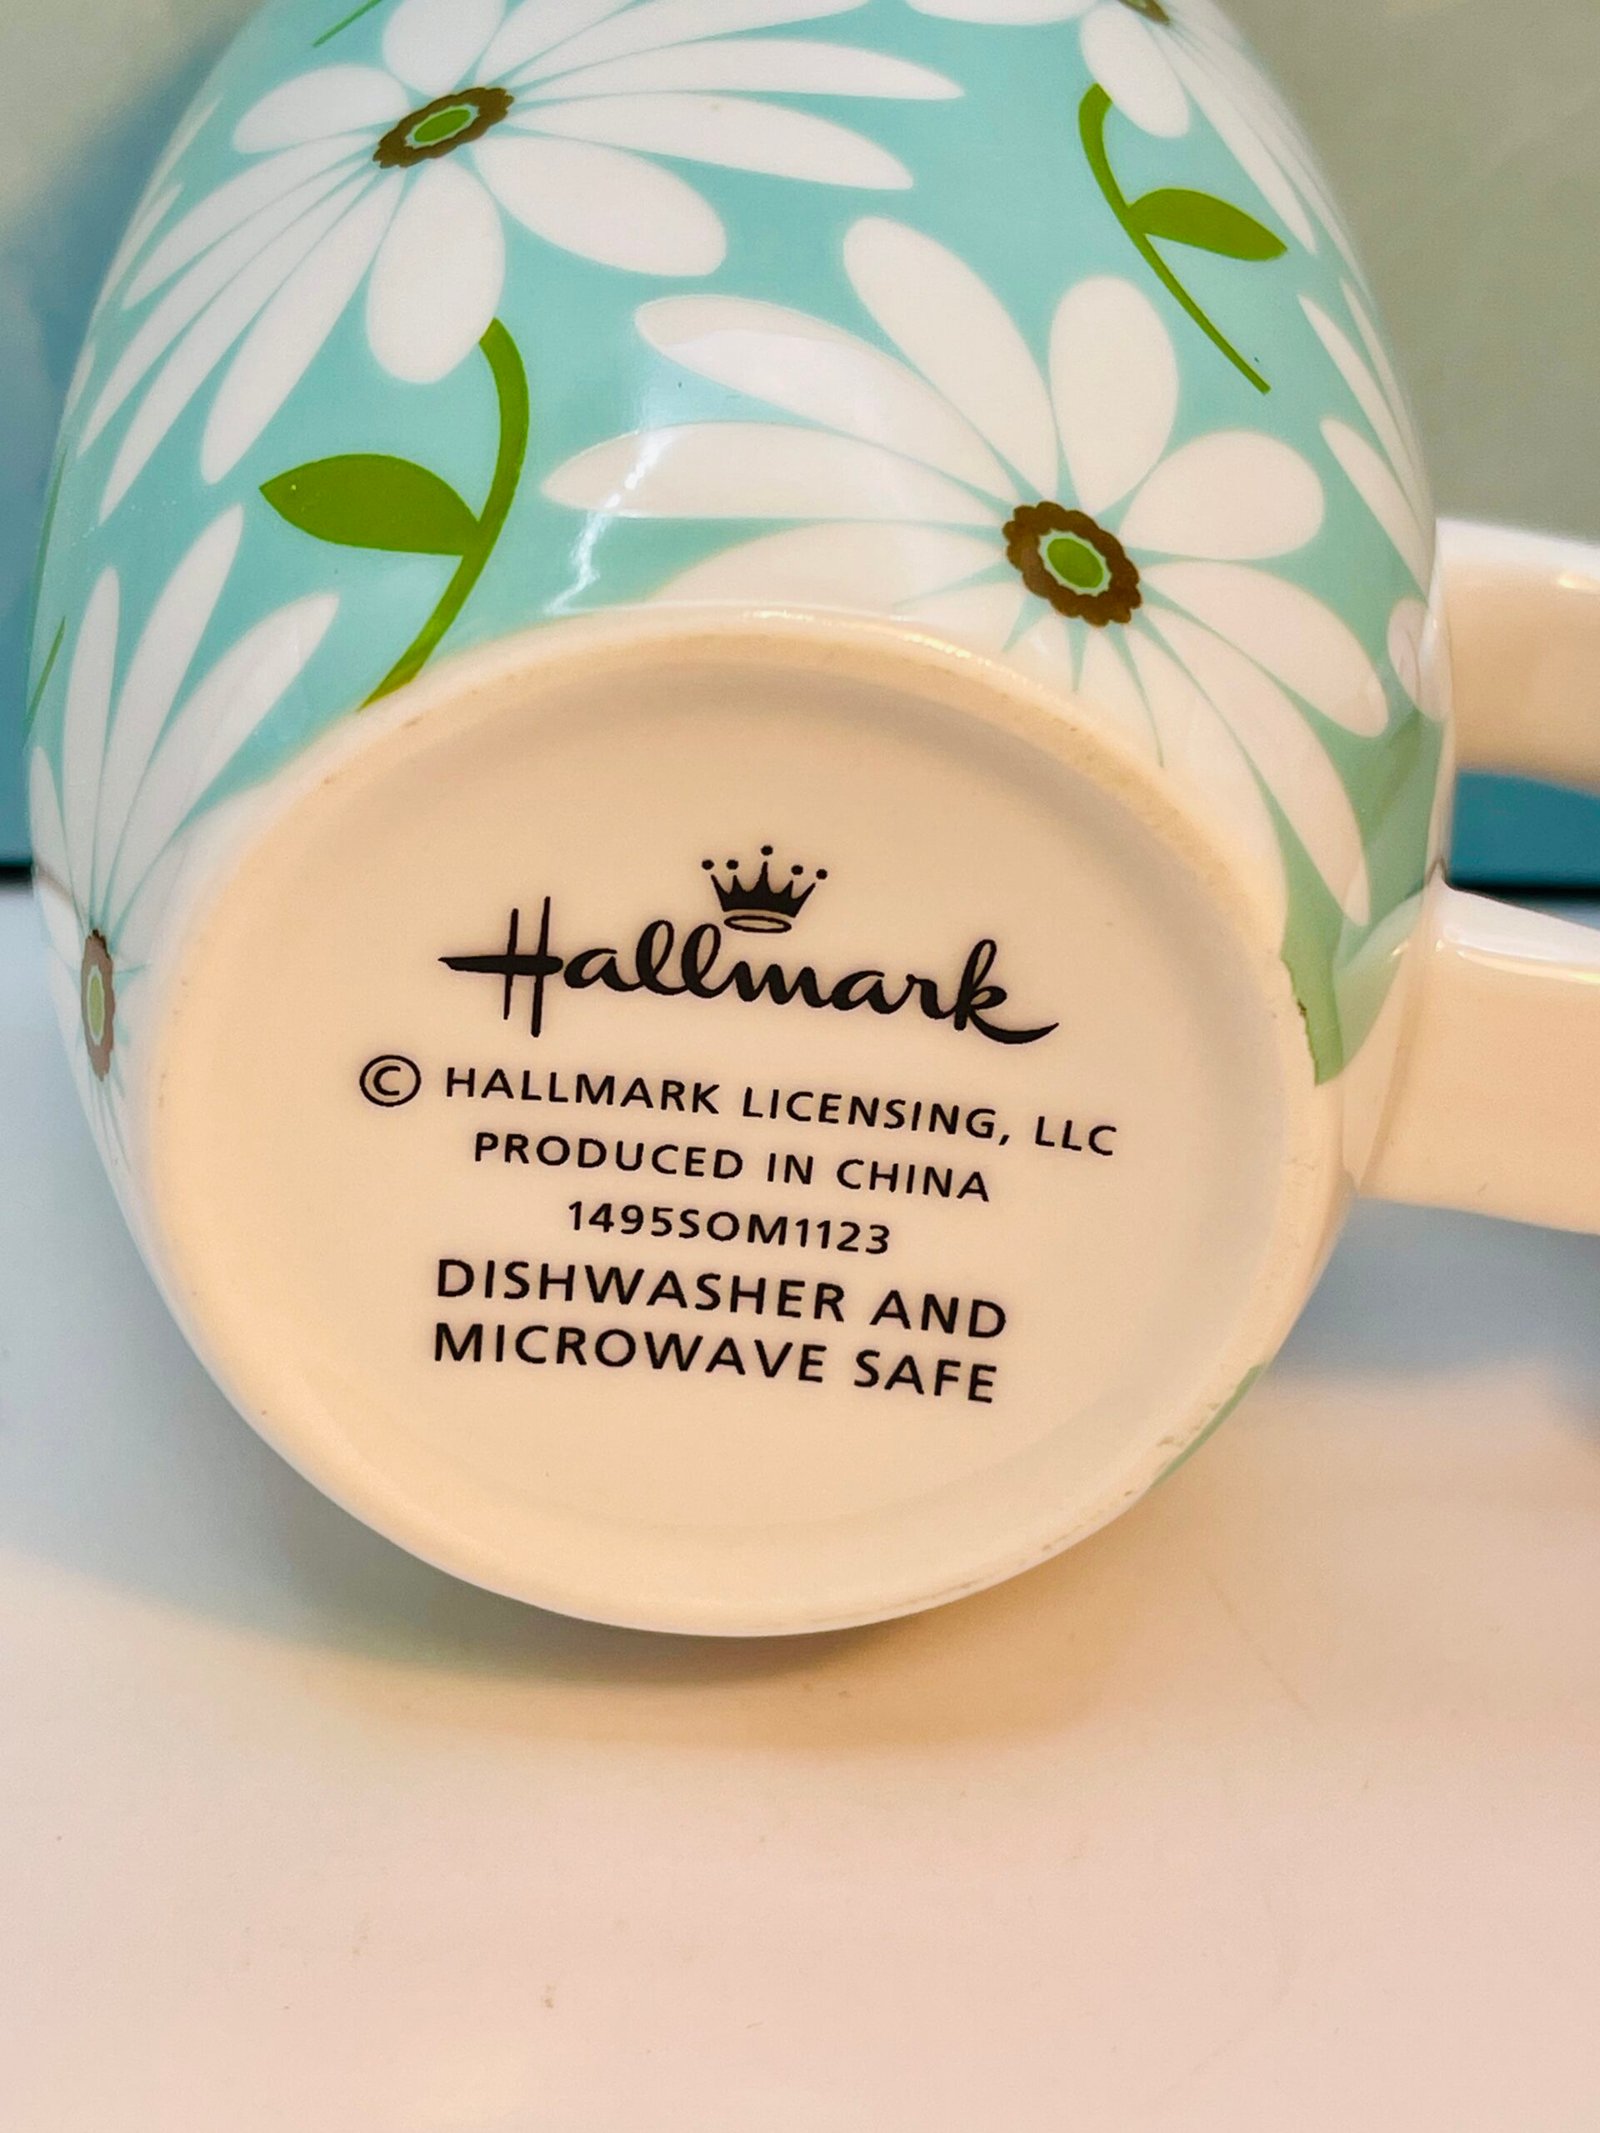 Hallmark
© HALLMARK LICENSING, LLC
PRODUCED IN CHINA
1495SOM1123
DISHWASHER AND
MICROWAVE SAFE